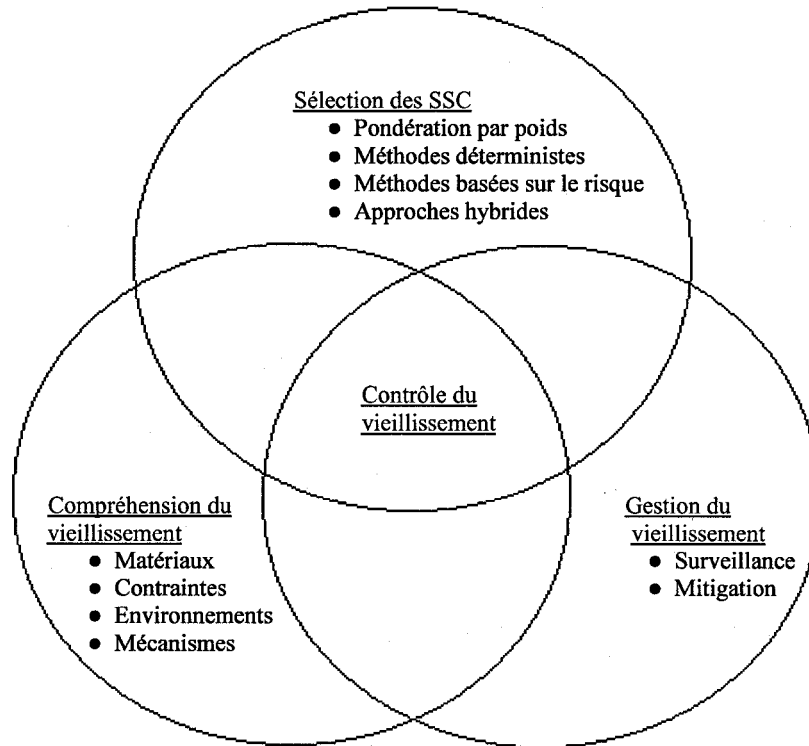 Sélection des SSC
● Pondération par poids
● Méthodes déterministes
● Méthodes basées sur le risque
● Approches hybrides
Contrôle du
vieillissement
Compréhension du
vieillissement
● Matériaux
● Contraintes
● Environnements
● Mécanismes
Gestion du
vieillissement
● Surveillance
● Mitigation